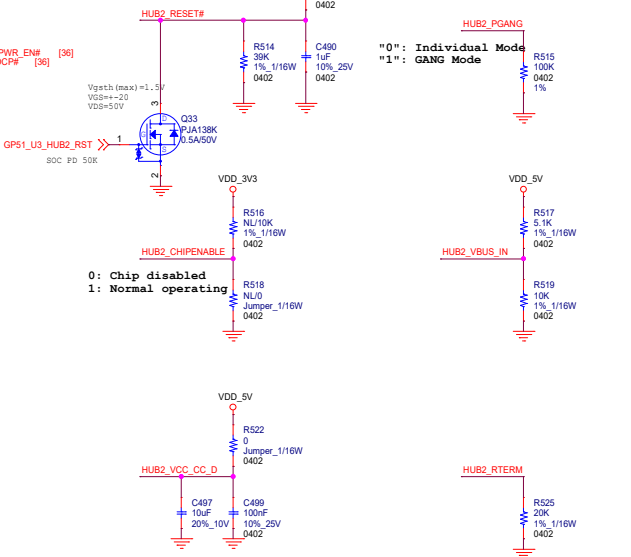 0402
HUB2_RESET#
HUB2_PGANG
PWR_EN# [36]
OCP# [36]
R514
39K
1%_1/16W
0402
C490
1uF
10%_25V
0402
"0": Individual Mode
"1": GANG Mode
R515
100K
0402
1%
Vgsth(max)=1.5V
VGS=+-20
VDS=50V
3
D
G
S
Q33
PJA138K
0.5A/50V
GP51_U3_HUB2_RST
1
SOC PD 50K
2
VDD_3V3
R516
NL/10K
1%_1/16W
0402
HUB2_CHIPENABLE
0: Chip disabled
1: Normal operating
R518
NL/0
Jumper_1/16W
0402
VDD_5V
R517
5.1K
1%_1/16W
0402
HUB2_VBUS_IN
R519
10K
1%_1/16W
0402
VDD_5V
R522
0
Jumper_1/16W
0402
HUB2_VCC_CC_D
C497
10uF
20%_10V
C499
100nF
10%_25V
0402
HUB2_RTERM
R525
20K
1%_1/16W
0402